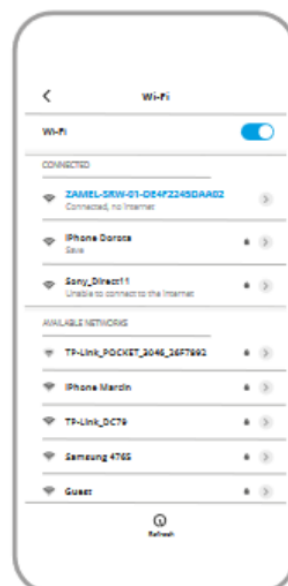 Wi-Fi
Wi-Fi
CONNECTED
ZAMEL-SRW-01-DE4F2245DAA02
Connected, no Internet
iPhone Dorota
Save
Sony_Direct11
Unable to connect to the Internet
AVAILABLE NETWORKS
TP-Link_POCKET_3046_26F7892
iPhone Marcin
TP-Link_DC79
Samsung 4765
Guest
Refresh